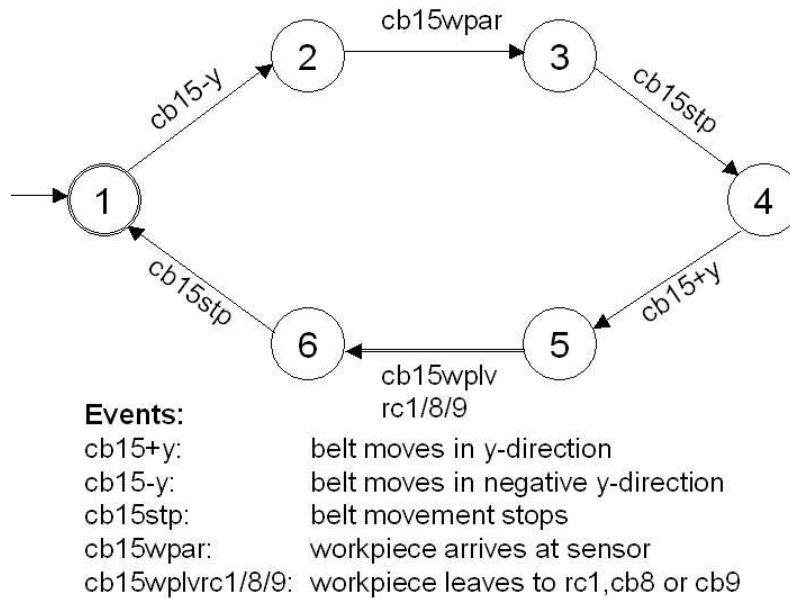 cb15wpar
2
3
cb15-y
cb15stp
1
4
cb15stp
cb15+y
6
5
cb15wplv
rc1/8/9
Events:
cb15+y: belt moves in y-direction
cb15-y: belt moves in negative y-direction
cb15stp: belt movement stops
cb15wpar: workpiece arrives at sensor
cb15wplvrc1/8/9: workpiece leaves to rc1,cb8 or cb9